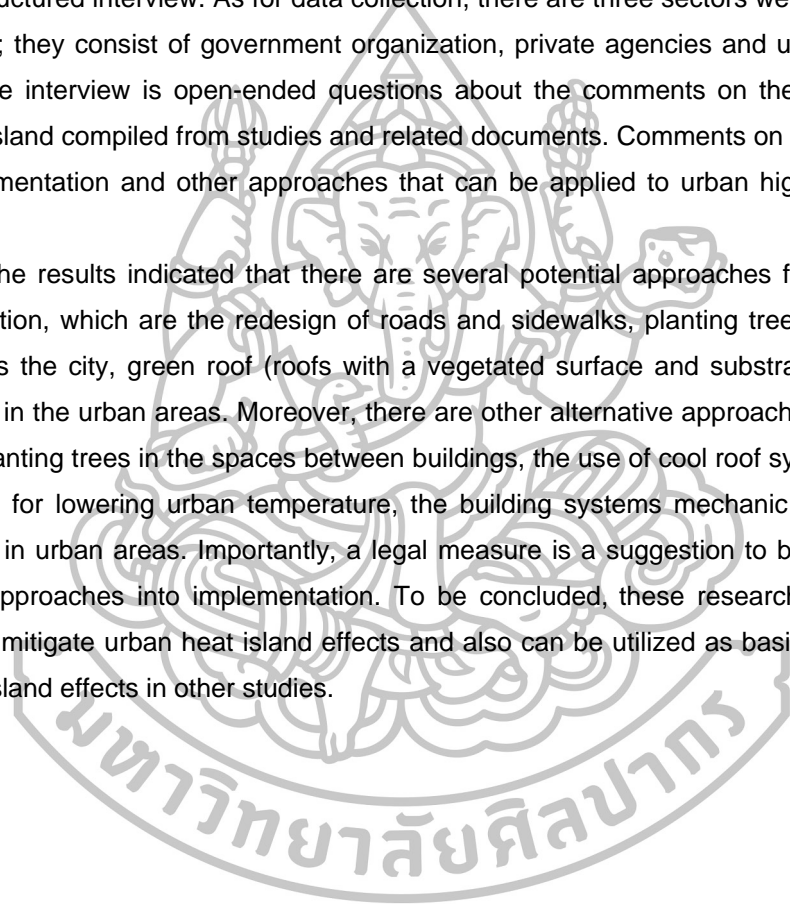 uctured interview. As for data collection, there are three sectors we
; they consist of government organization, private agencies and u
e interview is open-ended questions about the comments on the
sland compiled from studies and related documents. Comments on
mentation and other approaches that can be applied to urban hig
he results indicated that there are several potential approaches f
tion, which are the redesign of roads and sidewalks, planting tree
s the city, green roof (roofs with a vegetated surface and substra
in the urban areas. Moreover, there are other alternative approach
anting trees in the spaces between buildings, the use of cool roof sy
for lowering urban temperature, the building systems mechanic
in urban areas. Importantly, a legal measure is a suggestion to b
pproaches into implementation. To be concluded, these research
mitigate urban heat island effects and also can be utilized as basi
sland effects in other studies.
มหาวิทยาลัยศิลปากร